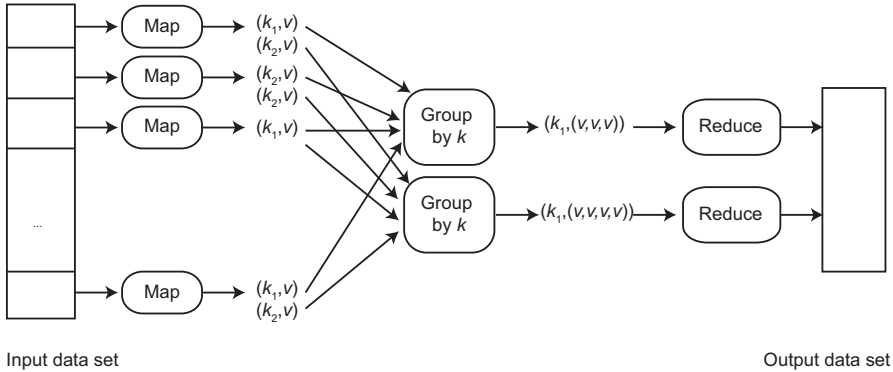 Map
(k1,v)
(k2,v)
Map
(k2,v)
(k2,v)
Map
(k1,v)
...
Map
(k1,v)
(k2,v)
Group
by k
(k1,(v,v,v))
Reduce
Group
by k
(k1,(v,v,v,v))
Reduce
Input data set
Output data set